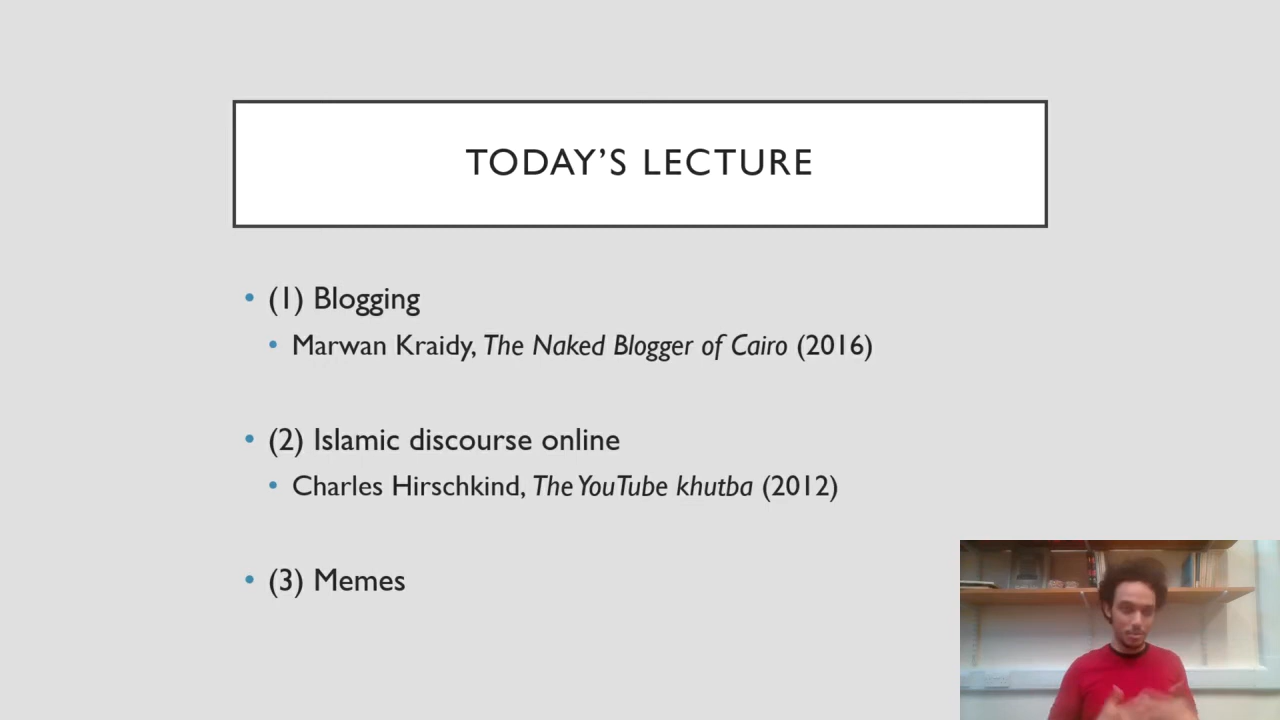 TODAY'S LECTURE
• (1) Blogging
• Marwan Kraidy, The Naked Blogger of Cairo (2016)
• (2) Islamic discourse online
• Charles Hirschkind, The YouTube khutba (2012)
• (3) Memes